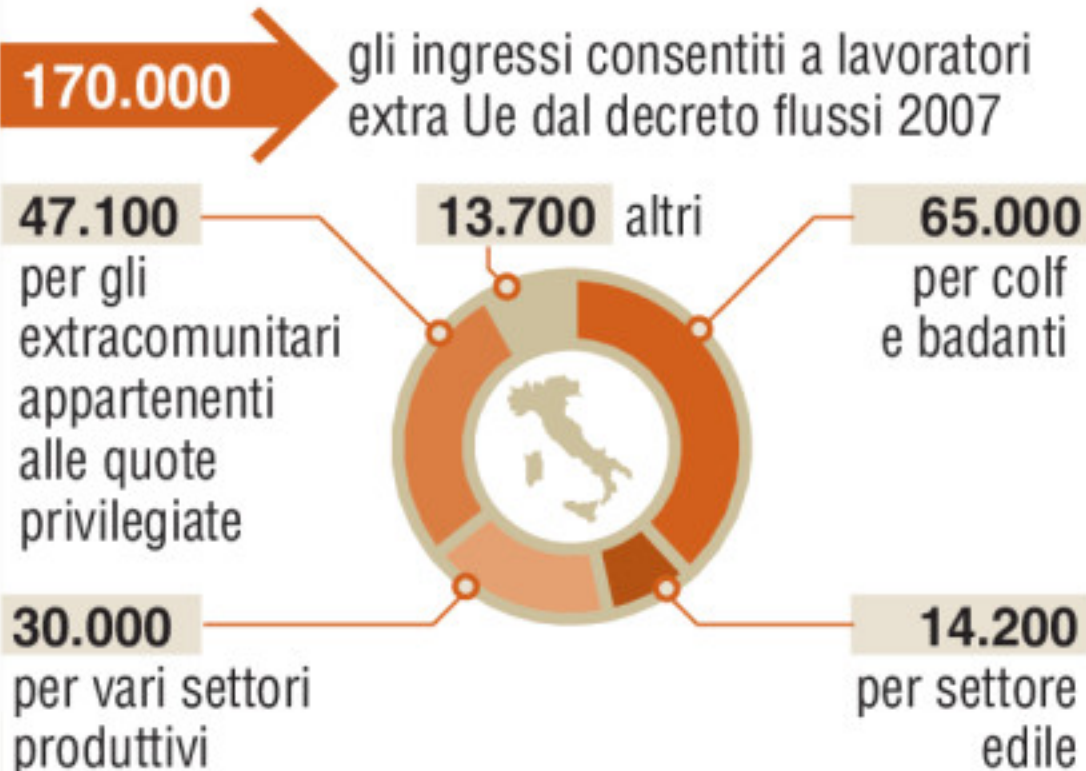 170.000
gli ingressi consentiti a lavoratori
extra Ue dal decreto flussi 2007
47.100
per gli
extracomunitari
appartenenti
alle quote
privilegiate
13.700 altri
65.000
per colf
e badanti
30.000
per vari settori
produttivi
14.200
per settore
edile